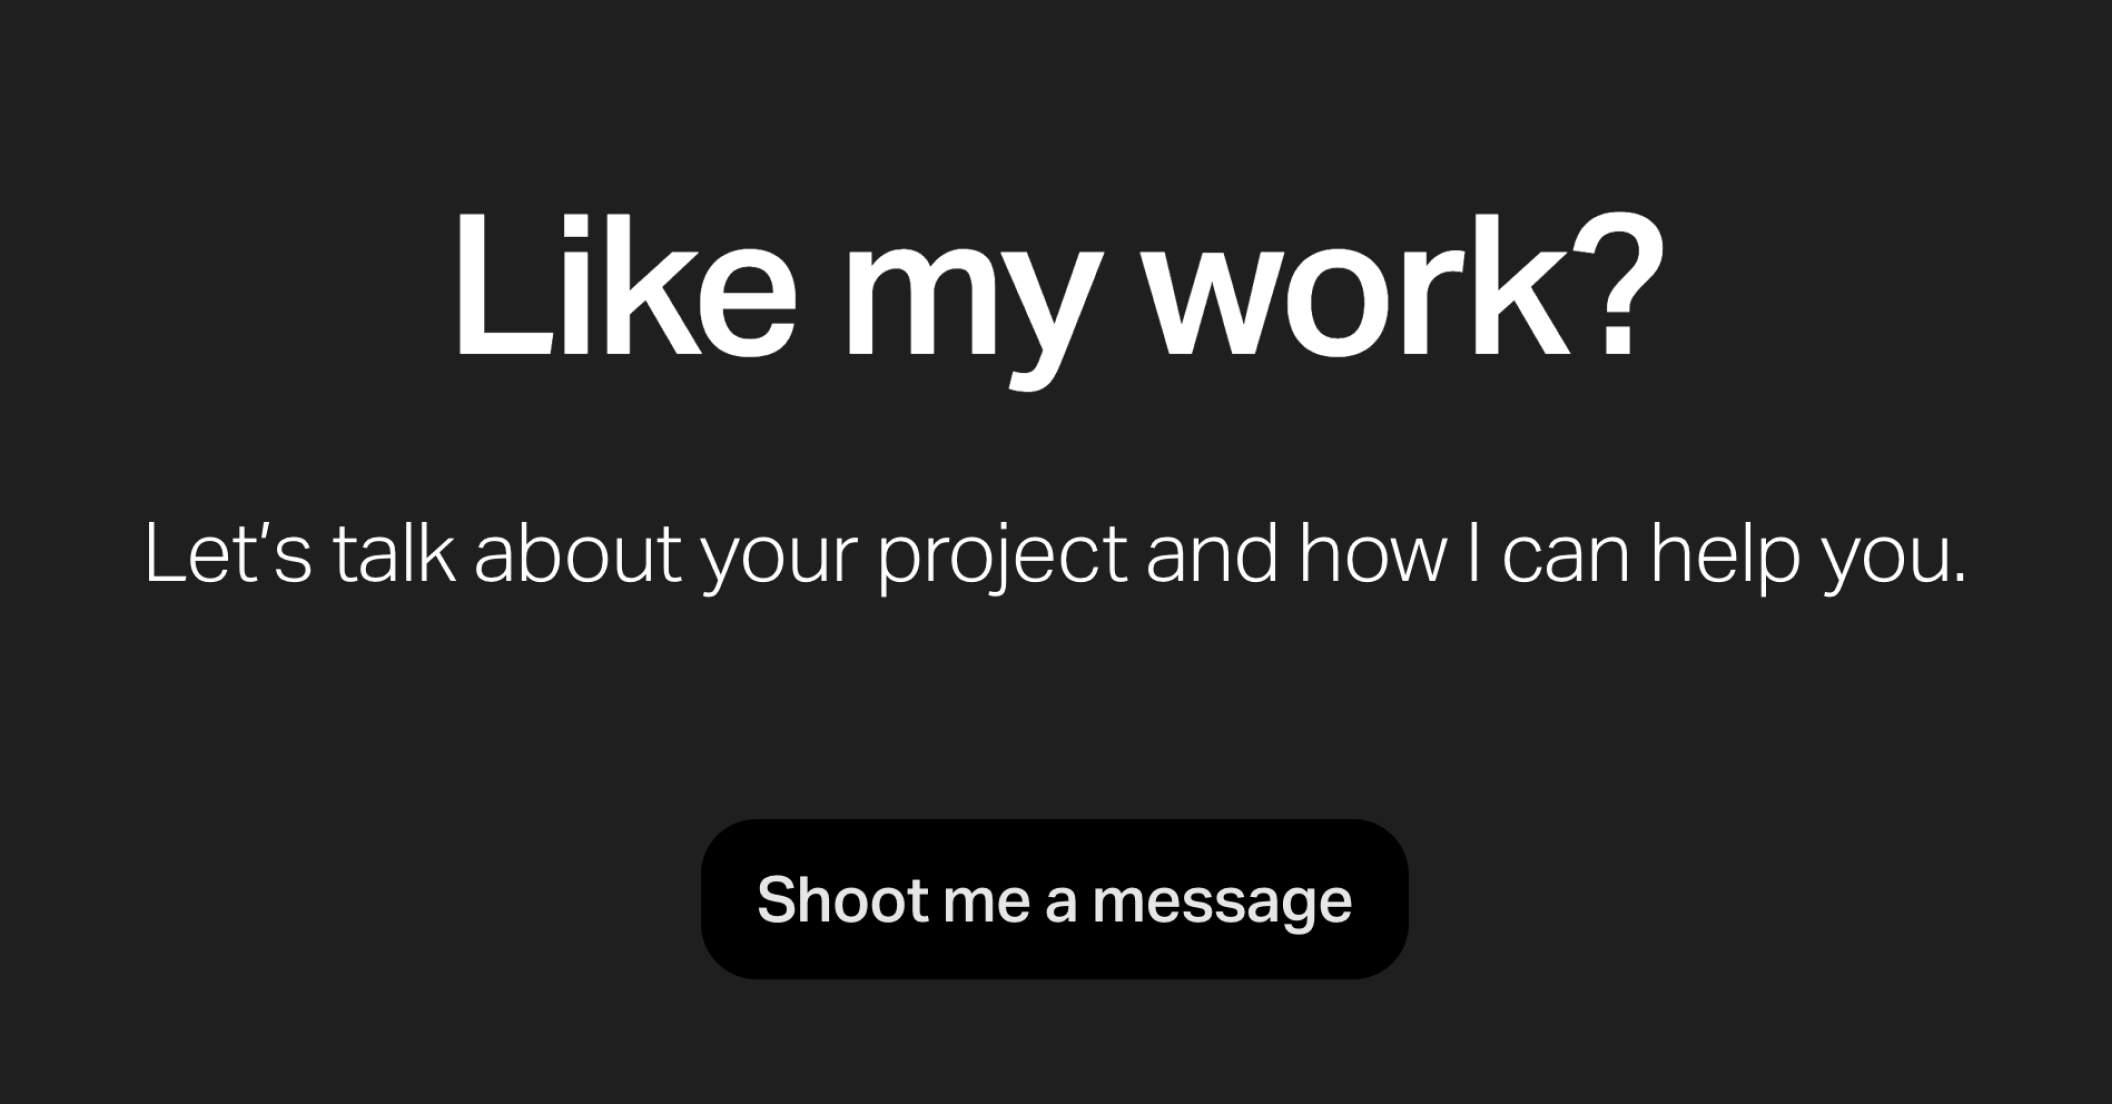 Like my work?
Let’s talk about your project and how I can help you.
Shoot me a message